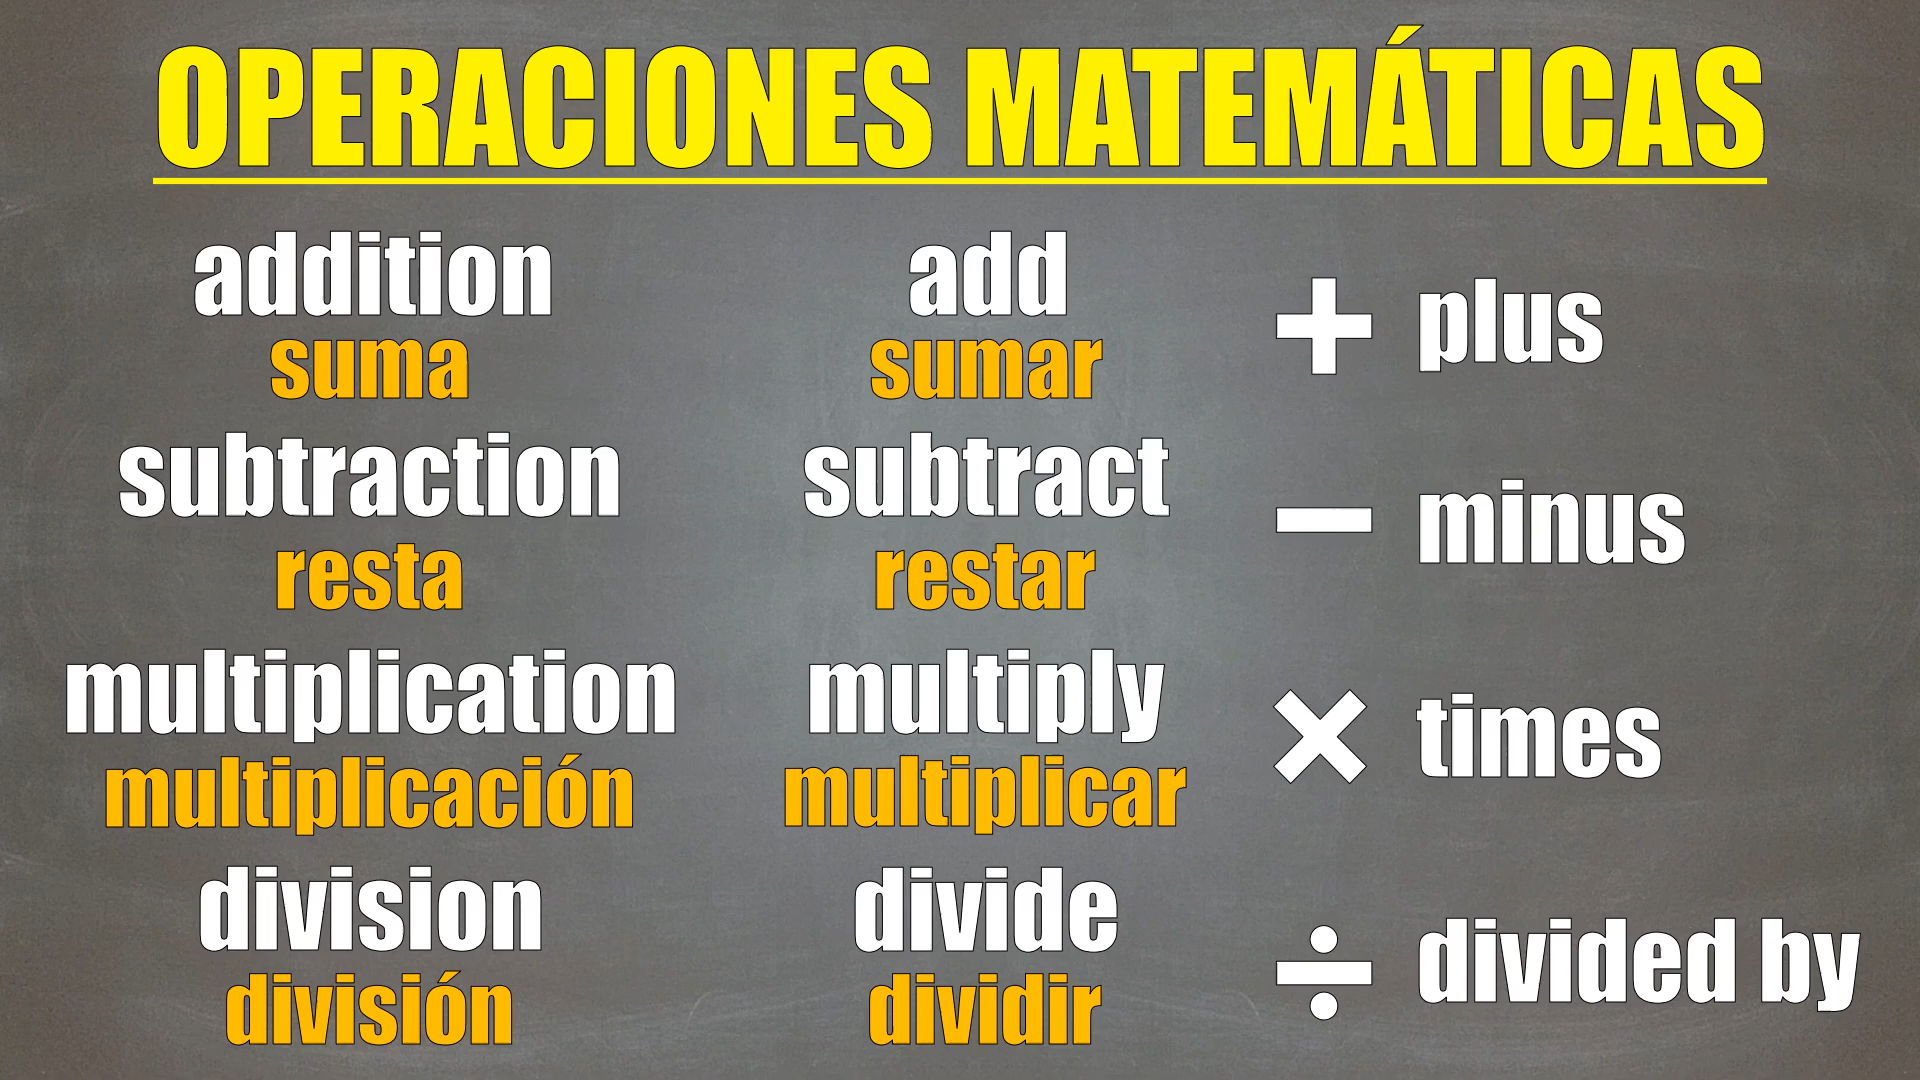 OPERACIONES MATEMÁTICAS
addition add
+ plus
suma sumar
subtraction subtract
− minus
resta restar
multiplication multiply
× times
multiplicación multiplicar
division divide
÷ divided by
división dividir